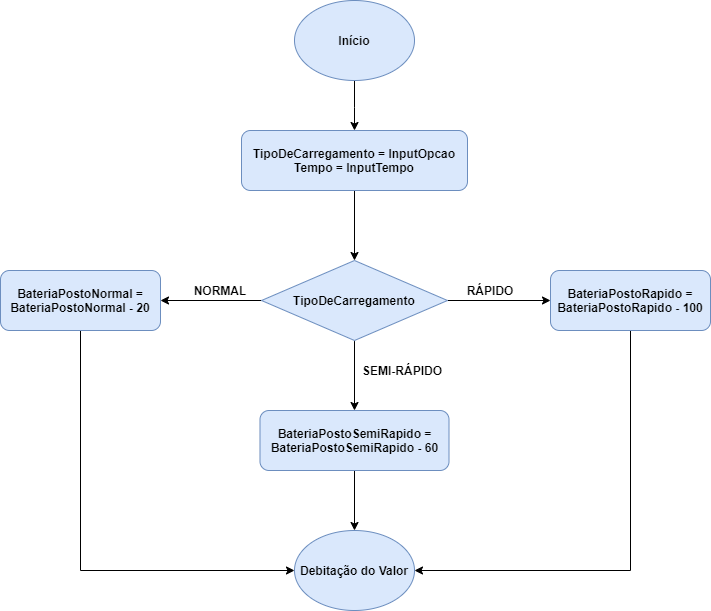 Início
TipoDeCarregamento = InputOpcao
Tempo = InputTempo
NORMAL
TipoDeCarregamento
RÁPIDO
BateriaPostoNormal =
BateriaPostoNormal - 20
BateriaPostoRapido =
BateriaPostoRapido - 100
SEMI-RÁPIDO
BateriaPostoSemiRapido =
BateriaPostoSemiRapido - 60
Debitação do Valor